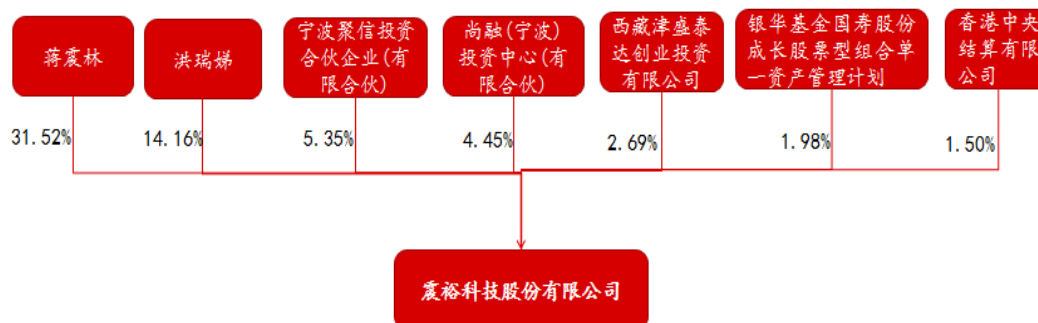 蒋震林
洪瑞娣
宁波聚信投资
合伙企业(有
限合伙)
尚融(宁波)
投资中心(有
限合伙)
西藏津盛泰
达创业投资
有限公司
银华基金国寿股份
成长股票型组合单
一资产管理计划
香港中央
结算有限
公司
31.52%
14.16%
5.35%
4.45%
2.69%
1.98%
1.50%
震裕科技股份有限公司